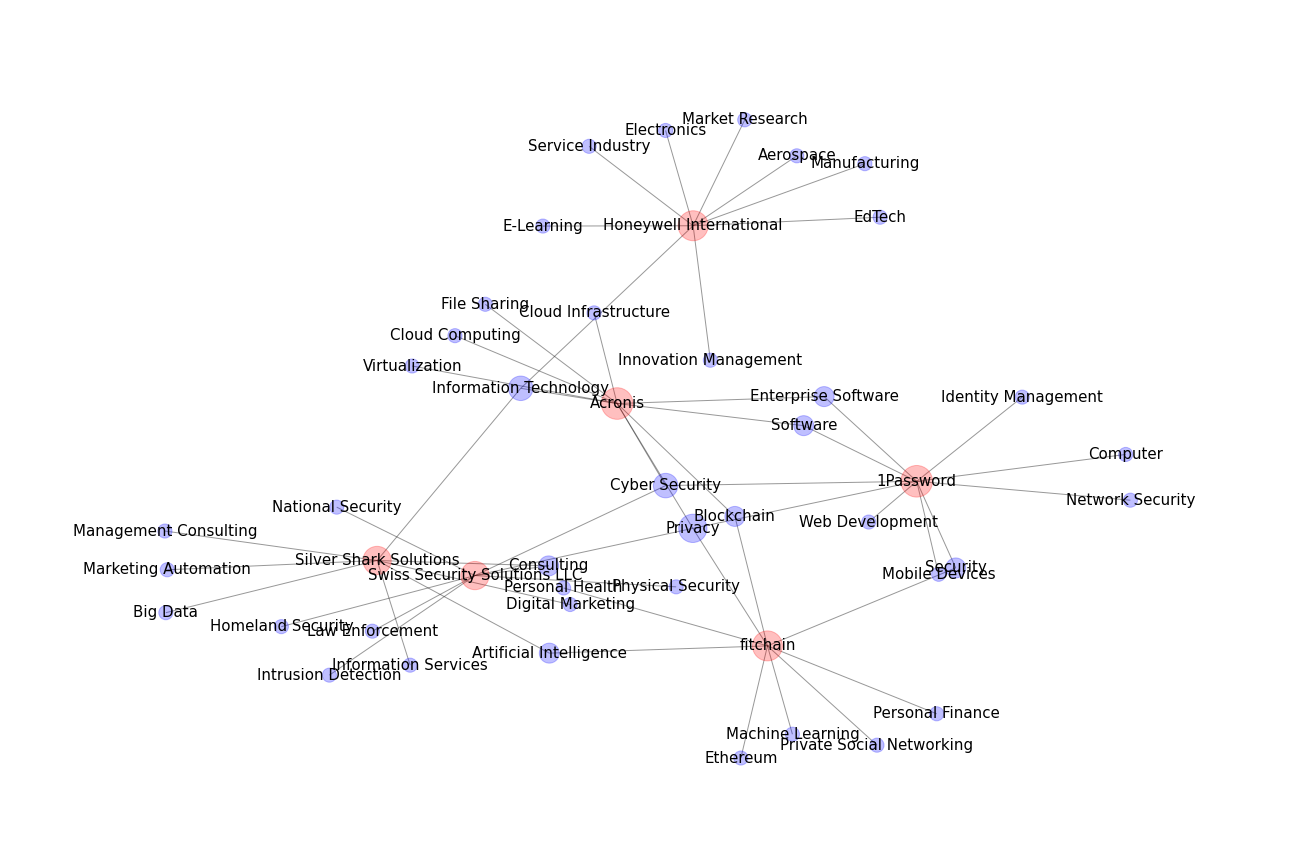 Market Research
Electronics
Service Industry
Aerospace
Manufacturing
EdTech
Honeywell International
E-Learning
File Sharing
Cloud Infrastructure
Cloud Computing
Innovation Management
Virtualization
Information Technology
Enterprise Software
Identity Management
Acronis
Software
Computer
1Password
Cyber Security
Network Security
National Security
Blockchain
Web Development
Privacy
Management Consulting
Silver Shark Solutions
Consulting
Security
Marketing Automation
Swiss Security Solutions LLC
Mobile Devices
Personal Health
Physical Security
Digital Marketing
Big Data
Homeland Security
Law Enforcement
fitchain
Artificial Intelligence
Information Services
Intrusion Detection
Personal Finance
Machine Learning
Private Social Networking
Ethereum